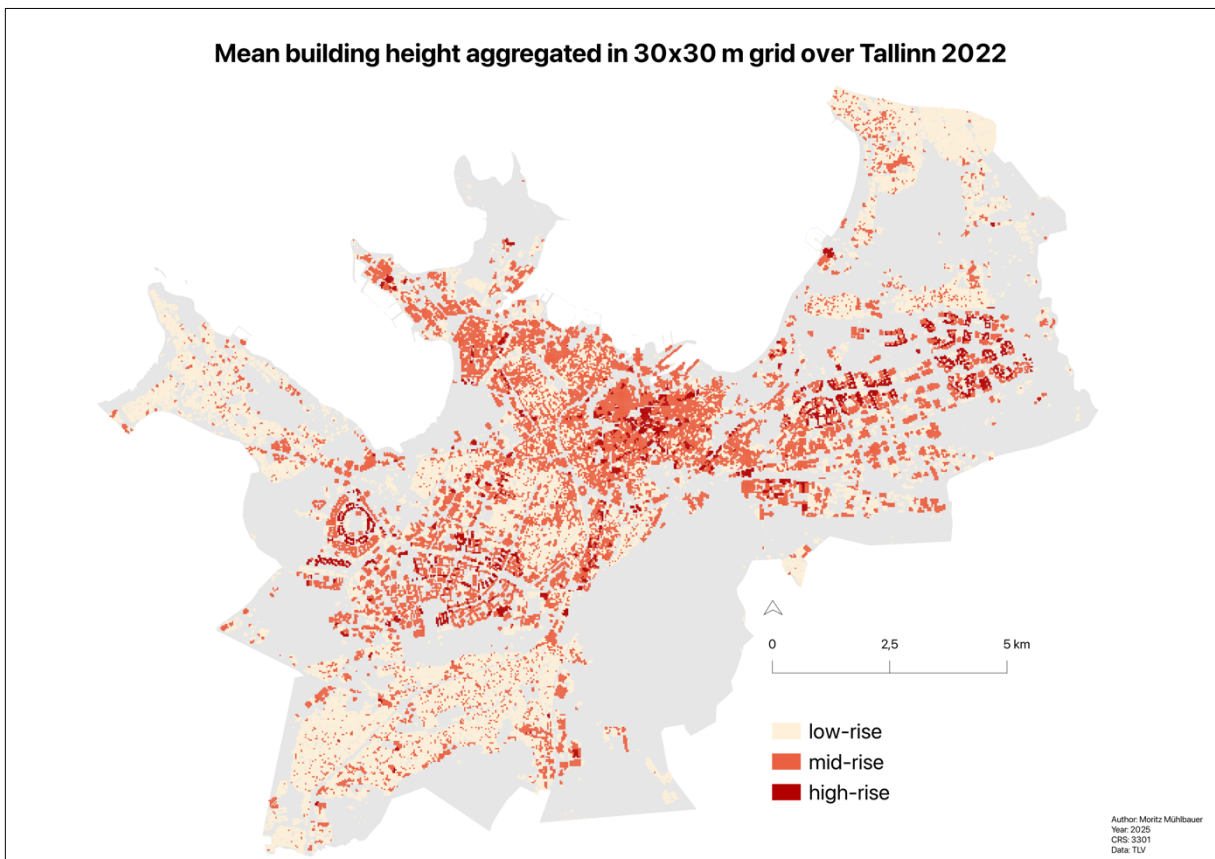 Mean building height aggregated in 30x30 m grid over Tallinn 2022
0 2,5 5 km
low-rise
mid-rise
high-rise
Author: Moritz Mühlbauer
Year: 2025
CRS: 3301
Data: TLV